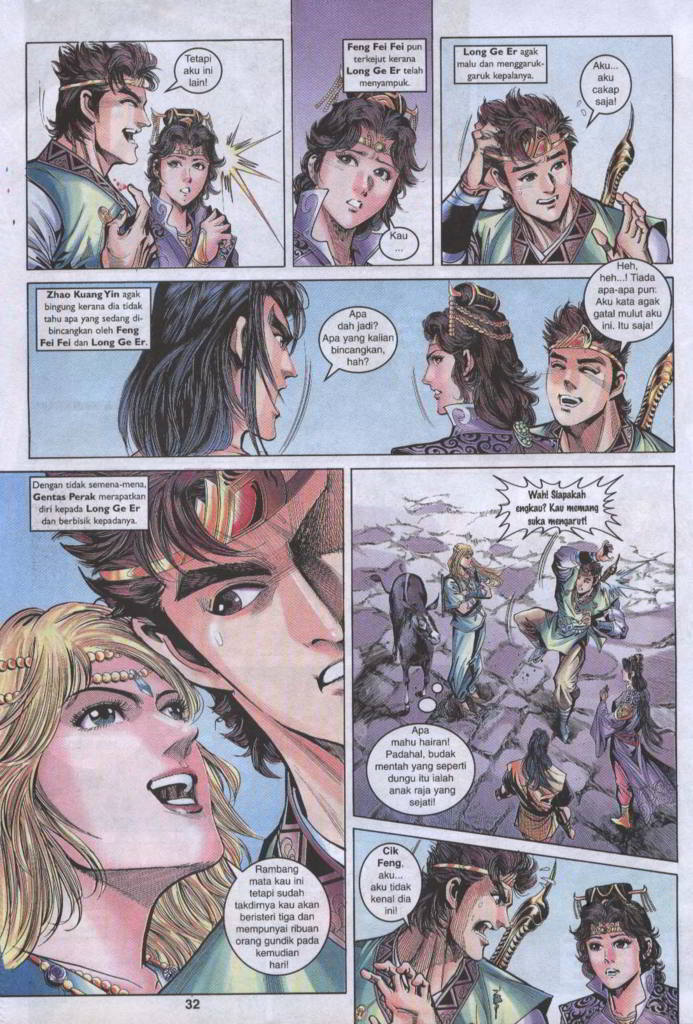 Tetapi
aku ini
lain!
Feng Fei Fei pun
terkejut kerana
Long Ge Er telah
menyampuk.
Kau
...
Long Ge Er agak
malu dan menggaruk-
garuk kepalanya.
Aku...
aku
cakap
saja!
Zhao Kuang Yin agak
bingung kerana dia tidak
tahu apa yang sedang di-
bincangkan oleh Feng
Fei Fei dan Long Ge Er.
Apa
dah jadi?
Apa yang kalian
bincangkan,
hah?
Heh,
heh...! Tiada
apa-apa pun:
Aku kata agak
gatal mulut aku
ini. Itu saja!
Dengan tidak semena-mena,
Gentas Perak merapatkan
diri kepada Long Ge Er
dan berbisik kepadanya.
Rambang
mata kau ini
tetapi sudah
takdirnya kau akan
beristeri tiga dan
mempunyai ribuan
orang gundik pada
kemudian
hari!
Wah! Siapakah
engkau? Kau memang
suka mengarut!
Apa
mahu hairan!
Padahal, budak
mentah yang seperti
dungu itu ialah
anak raja yang
sejati!
Cik
Feng,
aku...
aku tidak
kenal dia
ini!
32